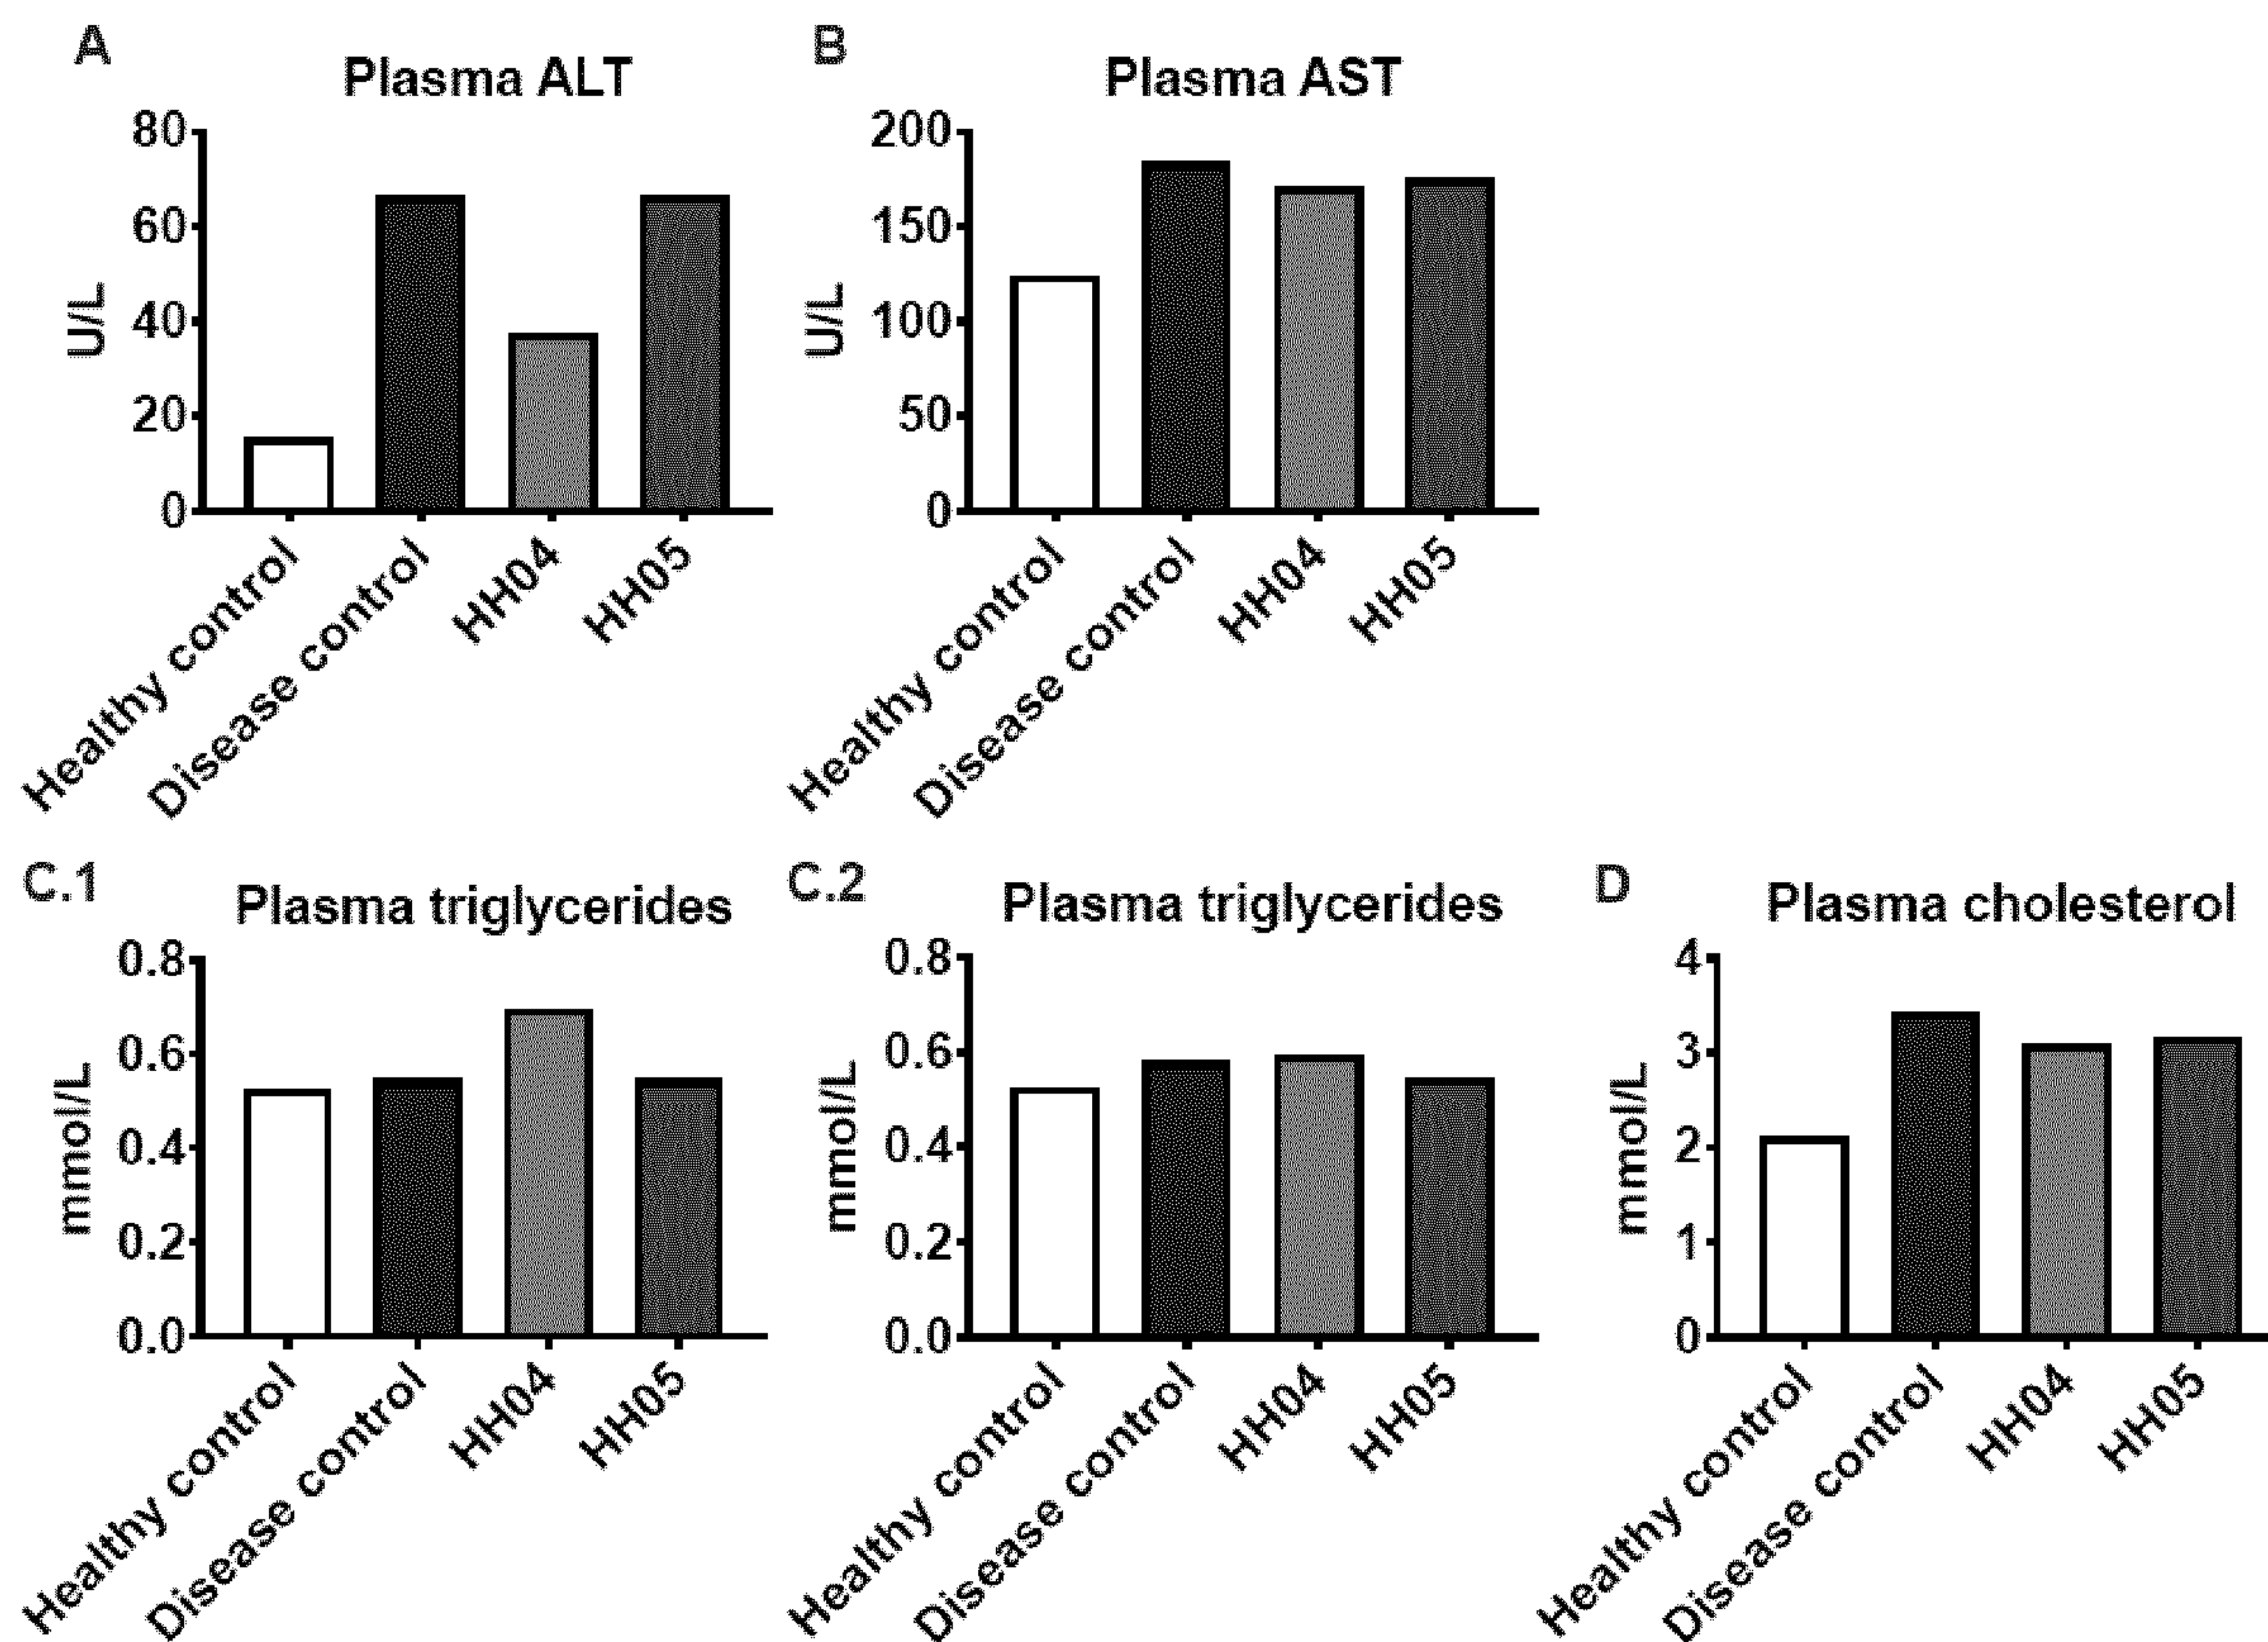 A
Plasma ALT
U/L
80
60
40
20
0
Healthy control
Disease control
HH04
HH05
B
Plasma AST
U/L
200
150
100
50
0
Healthy control
Disease control
HH04
HH05
C.1
Plasma triglycerides
mmol/L
0.8
0.6
0.4
0.2
0.0
Healthy control
Disease control
HH04
HH05
C.2
Plasma triglycerides
mmol/L
0.8
0.6
0.4
0.2
0.0
Healthy control
Disease control
HH04
HH05
D
Plasma cholesterol
mmol/L
4
3
2
1
0
Healthy control
Disease control
HH04
HH05